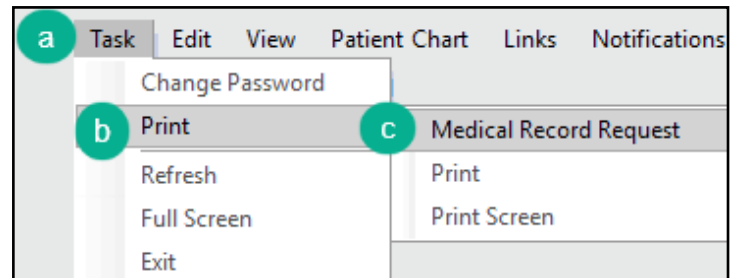 a Task Edit View Patient Chart Links Notifications
Change Password
b Print c Medical Record Request
Refresh Print
Full Screen Print Screen
Exit